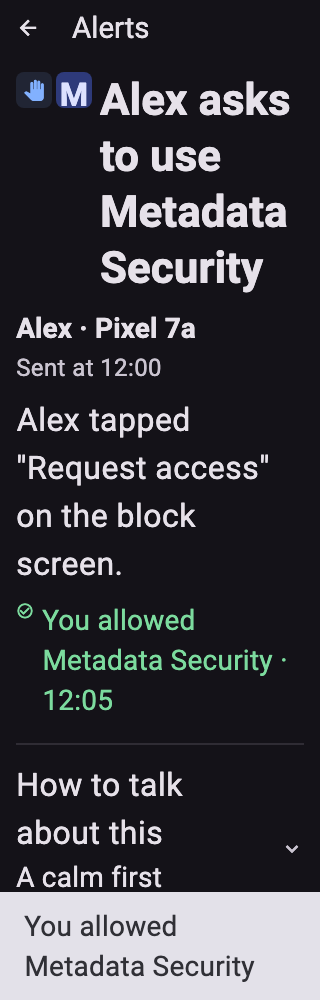 Alerts
M
Alex asks
to use
Metadata
Security
Alex · Pixel 7a
Sent at 12:00
Alex tapped
"Request access"
on the block
screen.
You allowed
Metadata Security ·
12:05
How to talk
about this
A calm first
You allowed
Metadata Security